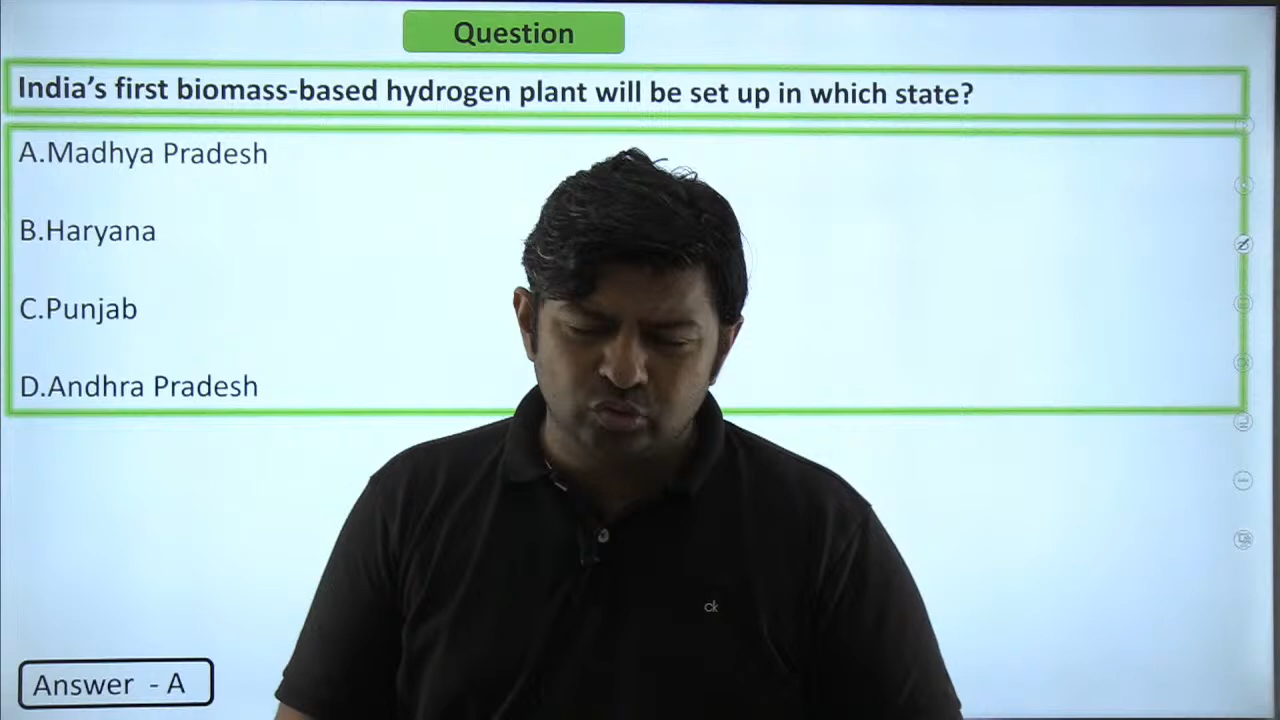 Question
India's first biomass-based hydrogen plant will be set up in which state?
A.Madhya Pradesh
B.Haryana
C.Punjab
D.Andhra Pradesh
ck
Answer - A